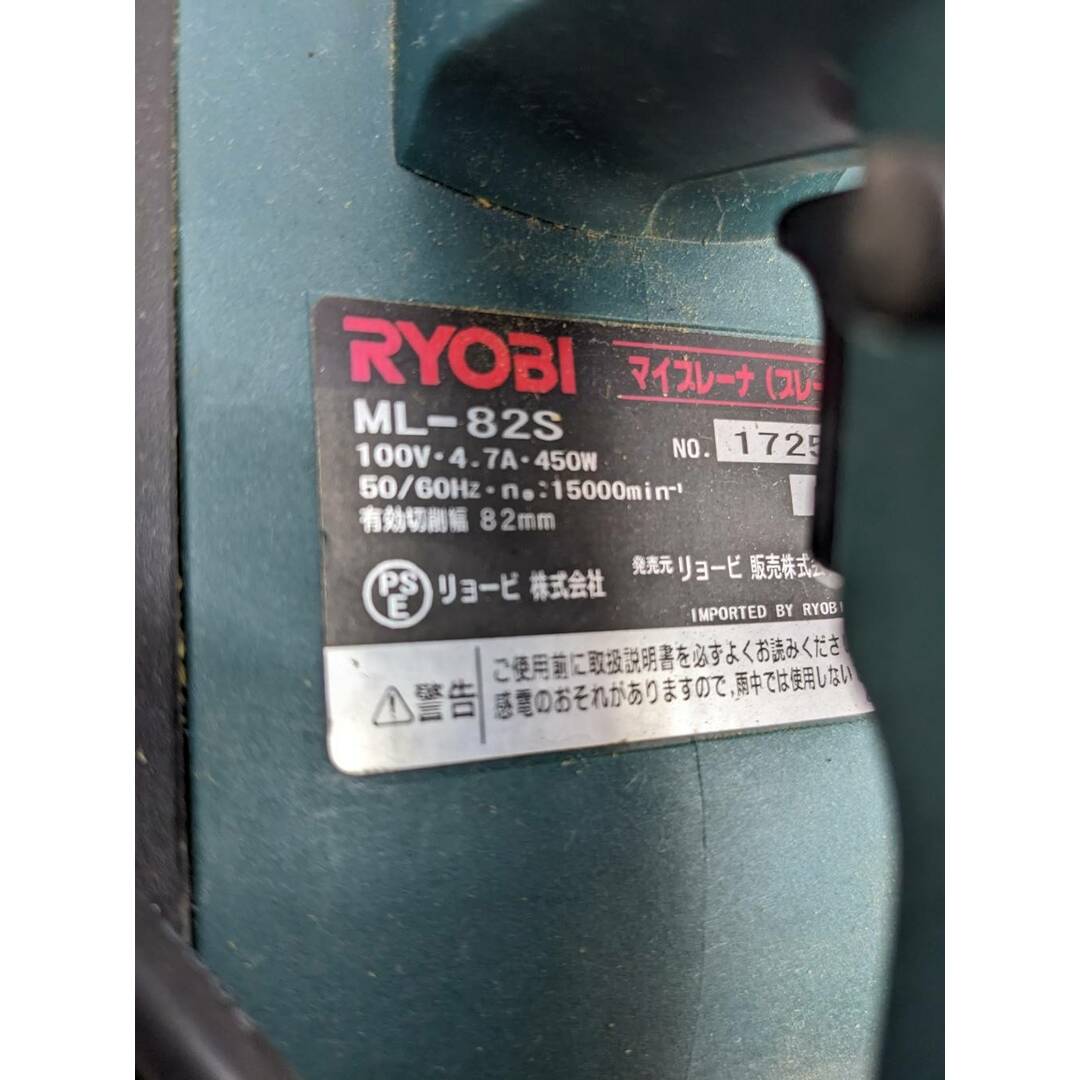 RYOBI
マイプレーナ (プレー
ML-82S
NO. 1725
100V・4.7A・450W
50/60Hz・n₀:15000min⁻¹
有効切削幅 82mm
PS
E
リョービ 株式会社
発売元 リョービ 販売株式会
IMPORTED BY RYOBI
警告
ご使用前に取扱説明書を必ずよくお読みくださ
感電のおそれがありますので,雨中では使用しない